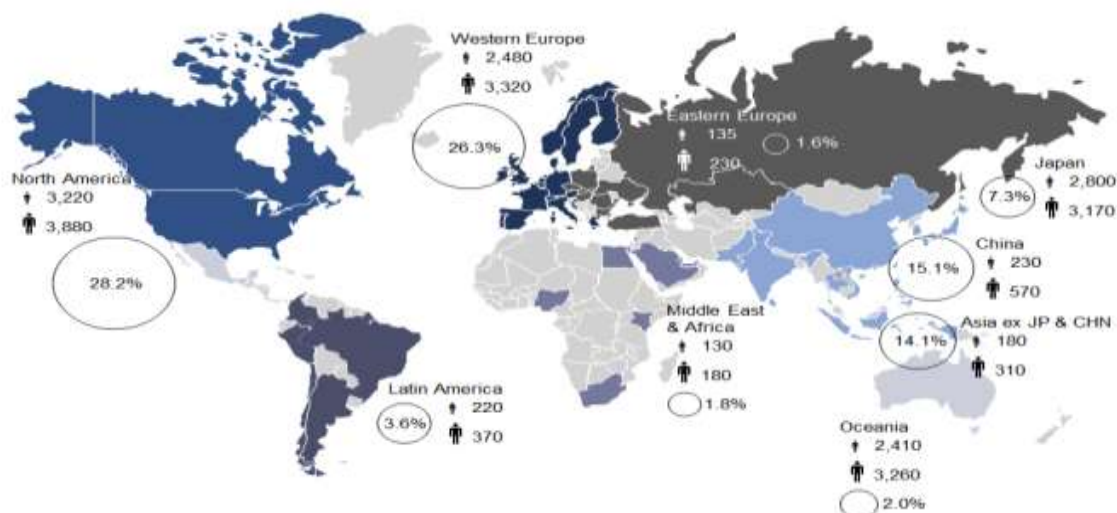 Western Europe
2,480
3,320
26.3%
Eastern Europe
135
230
1.6%
North America
3,220
3,880
28.2%
Japan
2,800
3,170
7.3%
China
230
570
15.1%
Asia ex JP & CHN
180
310
14.1%
Middle East
& Africa
130
180
1.8%
Latin America
220
370
3.6%
Oceania
2,410
3,260
2.0%